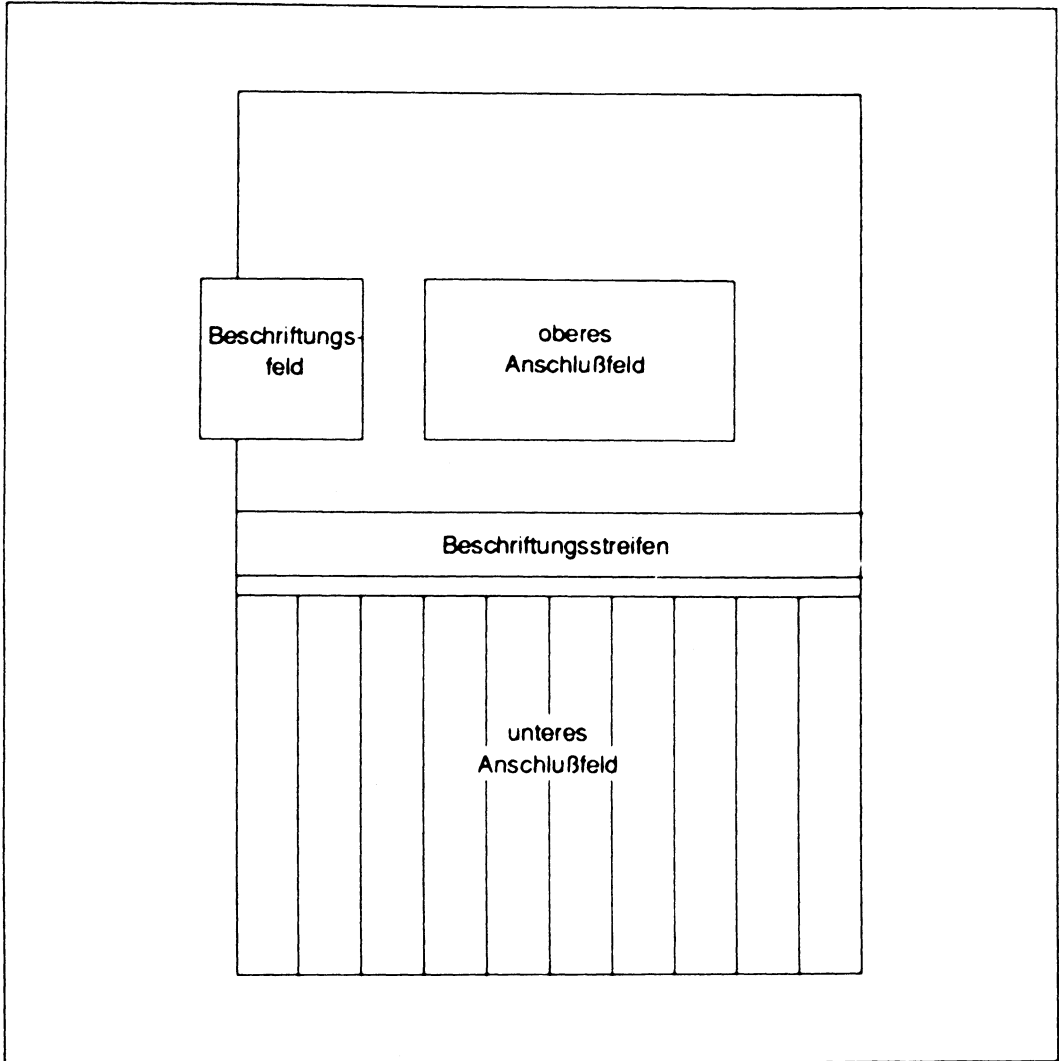 Beschriftungs-
feld
oberes
Anschlußfeld
Beschriftungsstreifen
unteres
Anschlußfeld